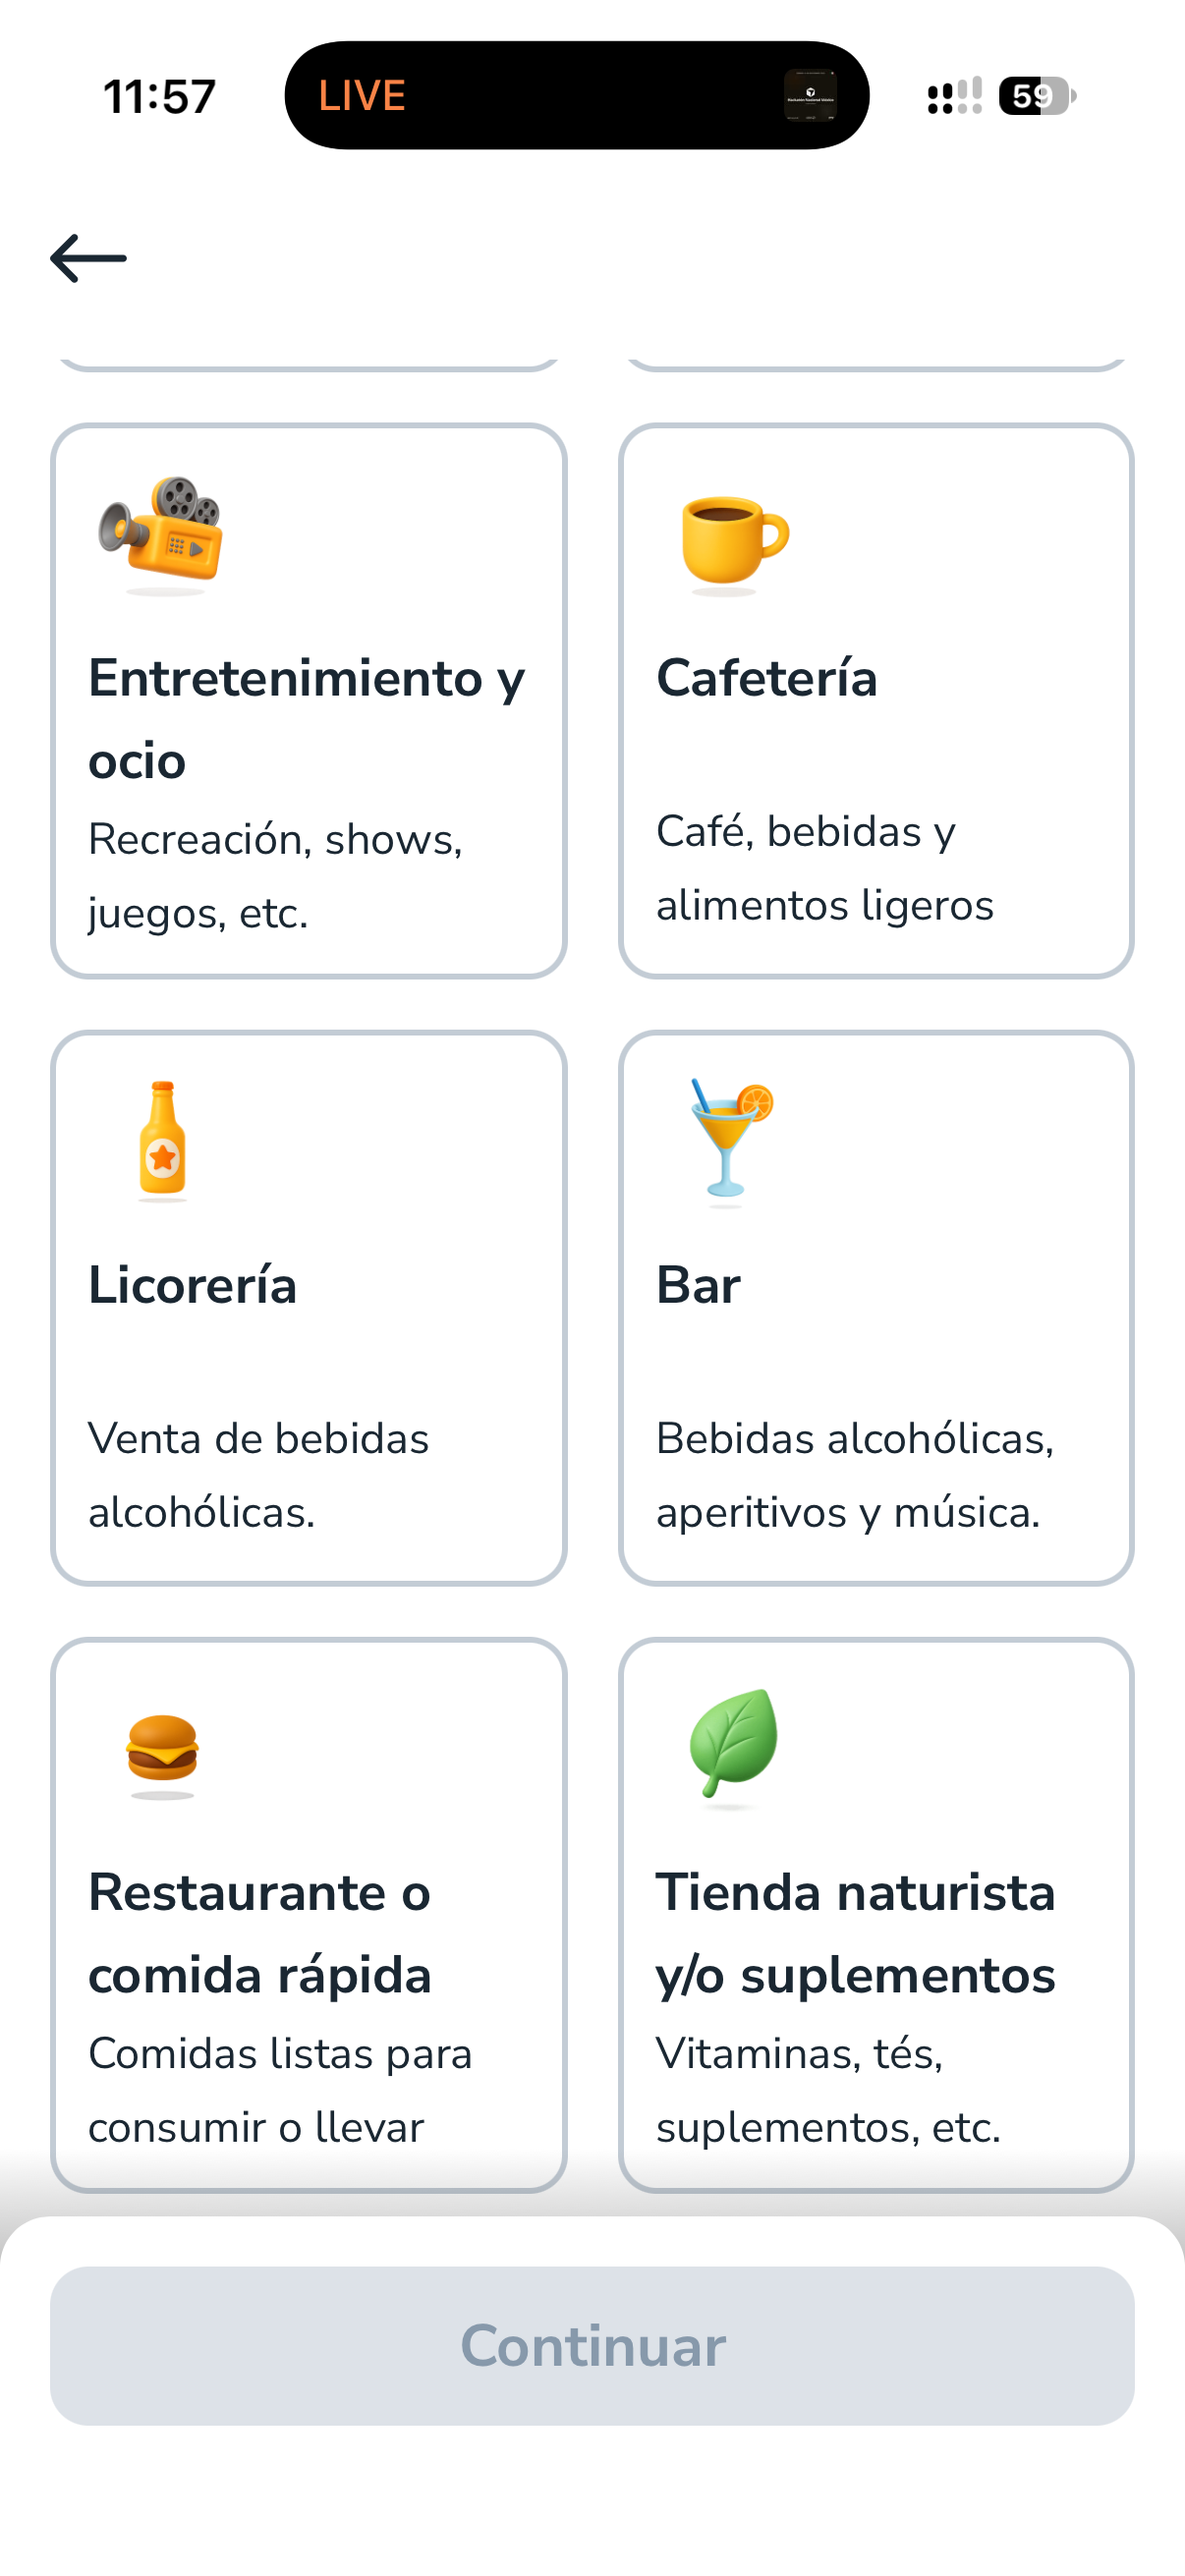 11:57
LIVE
59
Entretenimiento y
ocio
Recreación, shows,
juegos, etc.
Cafetería
Café, bebidas y
alimentos ligeros
Licorería
Venta de bebidas
alcohólicas.
Bar
Bebidas alcohólicas,
aperitivos y música.
Restaurante o
comida rápida
Comidas listas para
consumir o llevar
Tienda naturista
y/o suplementos
Vitaminas, tés,
suplementos, etc.
Continuar